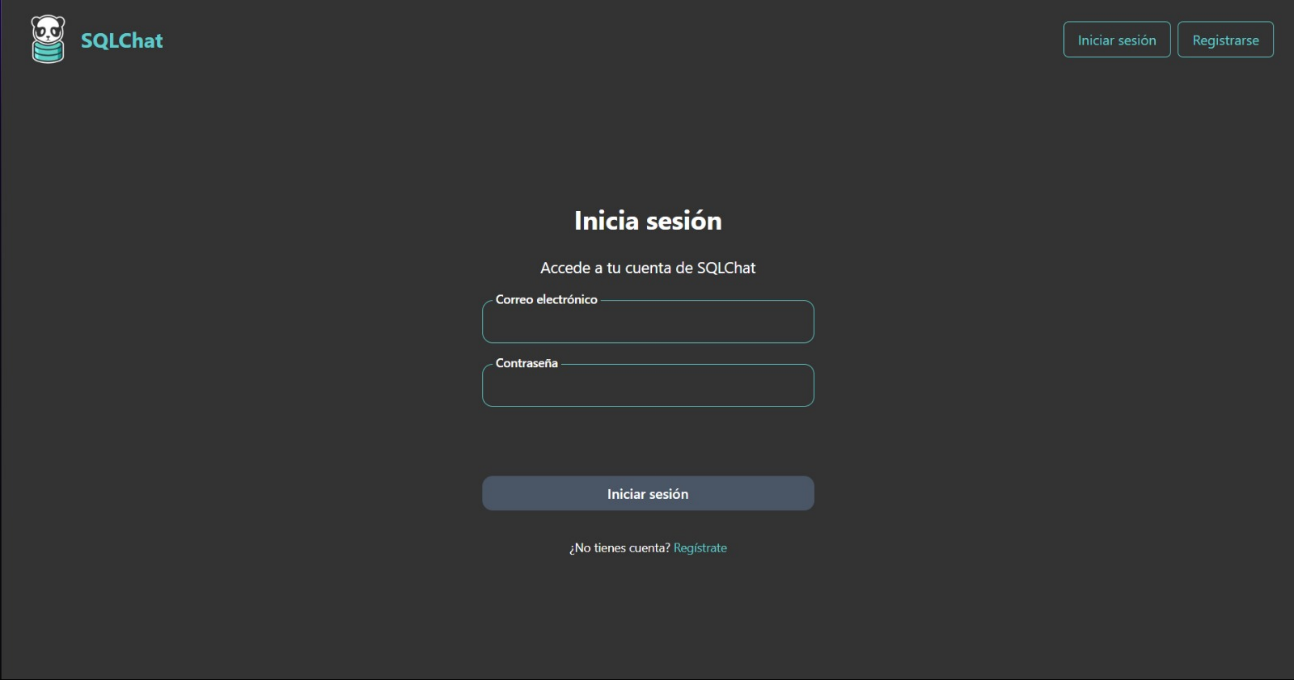 SQLChat
Iniciar sesión
Registrarse
Inicia sesión
Accede a tu cuenta de SQLChat
Correo electrónico
Contraseña
Iniciar sesión
¿No tienes cuenta? Regístrate